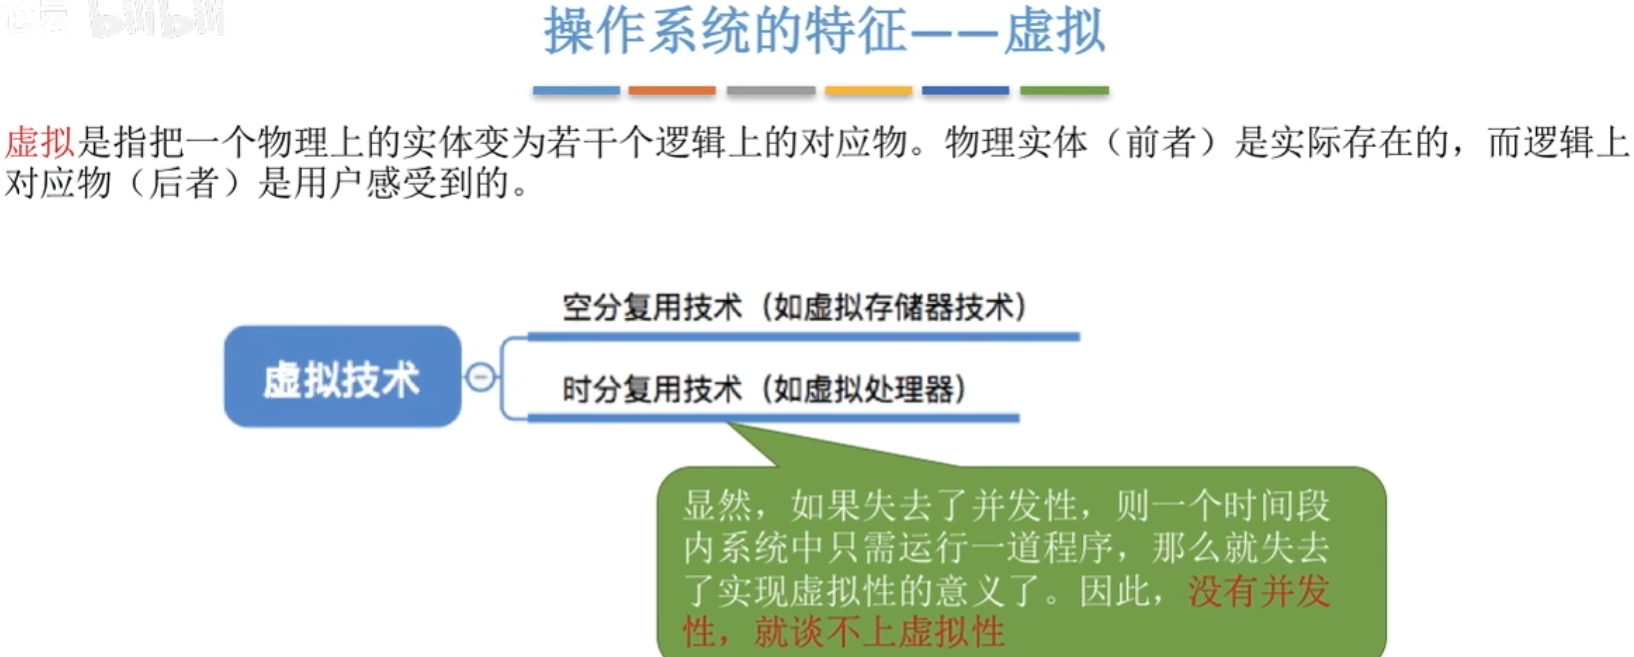 论坛 bilibili
操作系统的特征——虚拟
虚拟是指把一个物理上的实体变为若干个逻辑上的对应物。物理实体（前者）是实际存在的，而逻辑上
对应物（后者）是用户感受到的。
空分复用技术（如虚拟存储器技术）
虚拟技术
时分复用技术（如虚拟处理器）
显然，如果失去了并发性，则一个时间段
内系统中只需运行一道程序，那么就失去
了实现虚拟性的意义了。因此，没有并发
性，就谈不上虚拟性